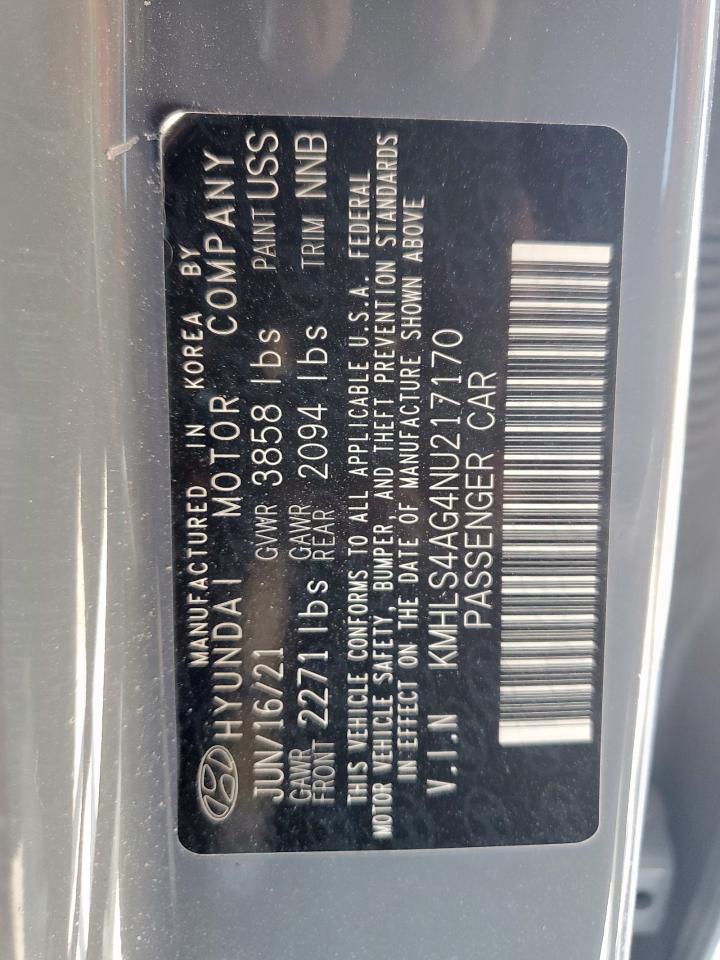 MANUFACTURED IN KOREA BY
HYUNDAI MOTOR COMPANY
JUN/16/21 GVWR 3858 lbs PAINT USS
GAWR FRONT 2271 lbs GAWR REAR 2094 lbs TRIM NNB
THIS VEHICLE CONFORMS TO ALL APPLICABLE U.S.A. FEDERAL
MOTOR VEHICLE SAFETY, BUMPER, AND THEFT PREVENTION STANDARDS
IN EFFECT ON THE DATE OF MANUFACTURE SHOWN ABOVE
V.I.N KMHLS4AG4NU217170
PASSENGER CAR